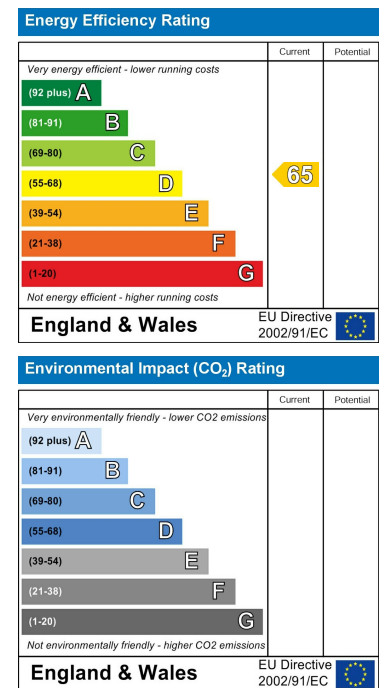 Energy Efficiency Rating
Current Potential
Very energy efficient - lower running costs
(92 plus) A
(81-91) B
(69-80) C
(55-68) D
65
(39-54) E
(21-38) F
(1-20) G
Not energy efficient - higher running costs
England & Wales
EU Directive
2002/91/EC
Environmental Impact (CO₂) Rating
Current Potential
Very environmentally friendly - lower CO2 emissions
(92 plus) A
(81-91) B
(69-80) C
(55-68) D
(39-54) E
(21-38) F
(1-20) G
Not environmentally friendly - higher CO2 emissions
England & Wales
EU Directive
2002/91/EC